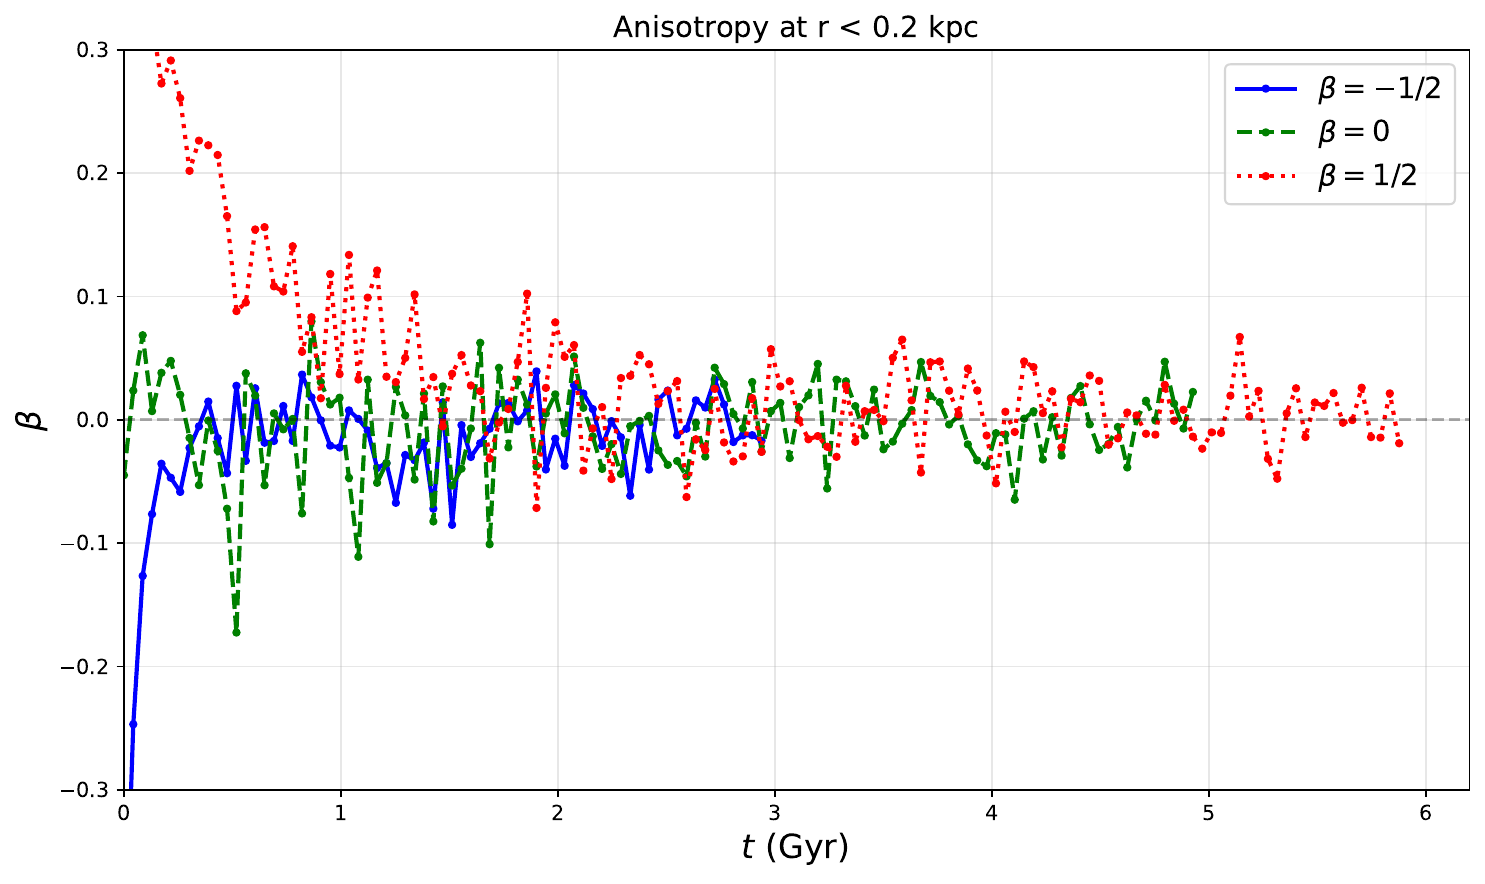 Anisotropy at r < 0.2 kpc
0.3
0.2
0.1
0.0
−0.1
−0.2
−0.3
β
0 1 2 3 4 5 6
t (Gyr)
β = −1/2
β = 0
β = 1/2